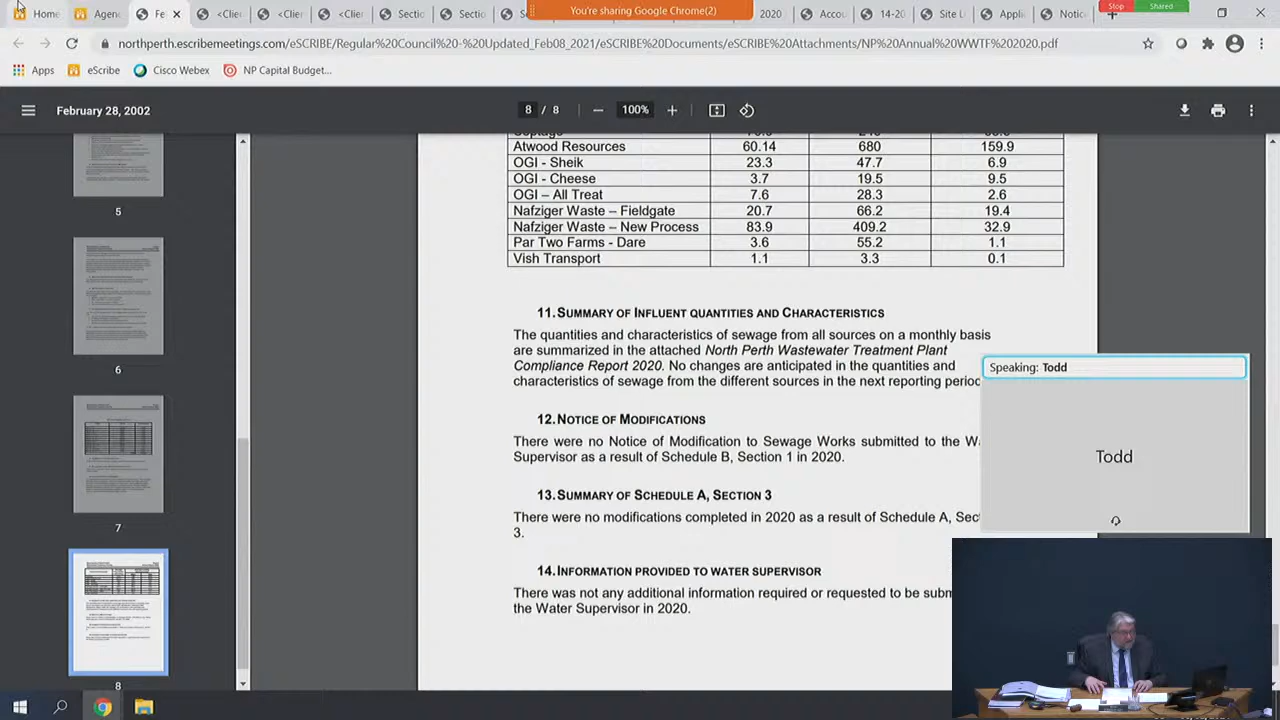 Home
Agen
Fe
<Clie
<Clie
<Clie
Section
Section
S
You're sharing Google Chrome(2)
2020
Accou
14-20
Site L
Appli
Notic
Stop
Shared
northperth.escribemeetings.com/eSCRIBE/Regular%20Council%20-%20Updated_Feb08_2021/eSCRIBE%20Documents/eSCRIBE%20Attachments/NP%20Annual%20WWTF%202020.pdf
Apps
eScribe
Cisco Webex
NP Capital Budget...
February 28, 2002
8 / 8
100%
5
6
7
8
Atwood Resources 60.14 680 159.9
OGI - Sheik 23.3 47.7 6.9
OGI - Cheese 3.7 19.5 9.5
OGI – All Treat 7.6 28.3 2.6
Nafziger Waste – Fieldgate 20.7 66.2 19.4
Nafziger Waste – New Process 83.9 409.2 32.9
Par Two Farms - Dare 3.6 55.2 1.1
Vish Transport 1.1 3.3 0.1
11. SUMMARY OF INFLUENT QUANTITIES AND CHARACTERISTICS
The quantities and characteristics of sewage from all sources on a monthly basis
are summarized in the attached North Perth Wastewater Treatment Plant
Compliance Report 2020. No changes are anticipated in the quantities and
characteristics of sewage from the different sources in the next reporting period
12. NOTICE OF MODIFICATIONS
There were no Notice of Modification to Sewage Works submitted to the Wa
Supervisor as a result of Schedule B, Section 1 in 2020.
13. SUMMARY OF SCHEDULE A, SECTION 3
There were no modifications completed in 2020 as a result of Schedule A, Sec
3.
14. INFORMATION PROVIDED TO WATER SUPERVISOR
There was not any additional information required or requested to be subm
the Water Supervisor in 2020.
Speaking: Todd
Todd